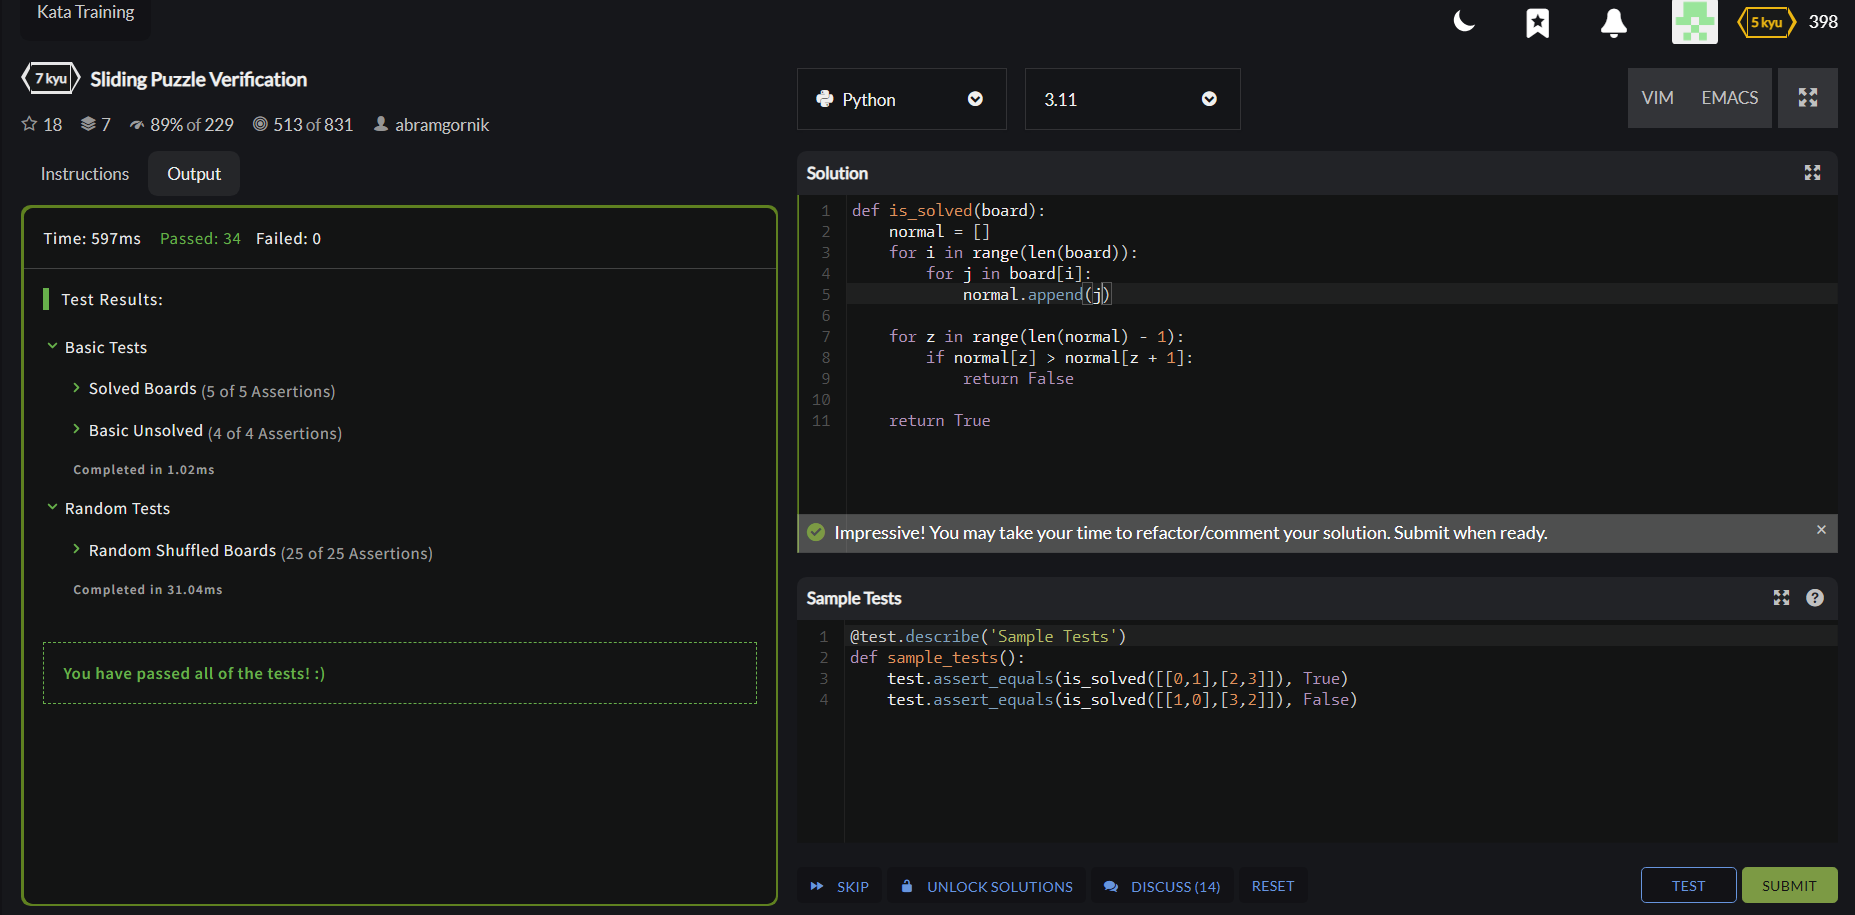 Kata Training
5 kyu 398
7 kyu Sliding Puzzle Verification
18 7 89% of 229 513 of 831 abramgornik
Instructions Output
Time: 597ms Passed: 34 Failed: 0
Test Results:
Basic Tests
Solved Boards (5 of 5 Assertions)
Basic Unsolved (4 of 4 Assertions)
Completed in 1.02ms
Random Tests
Random Shuffled Boards (25 of 25 Assertions)
Completed in 31.04ms
You have passed all of the tests! :)
Python 3.11 VIM EMACS
Solution
1 def is_solved(board):
2     normal = []
3     for i in range(len(board)):
4         for j in board[i]:
5             normal.append(j)
6
7     for z in range(len(normal) - 1):
8         if normal[z] > normal[z + 1]:
9             return False
10
11     return True
Impressive! You may take your time to refactor/comment your solution. Submit when ready. ×
Sample Tests ?
1 @test.describe('Sample Tests')
2 def sample_tests():
3     test.assert_equals(is_solved([[0,1],[2,3]]), True)
4     test.assert_equals(is_solved([[1,0],[3,2]]), False)
SKIP UNLOCK SOLUTIONS DISCUSS (14) RESET TEST SUBMIT